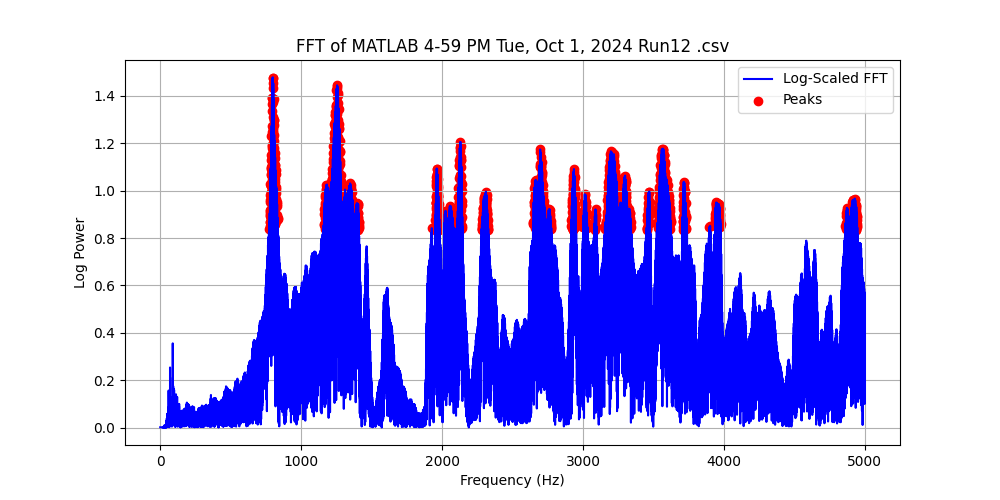 FFT of MATLAB 4-59 PM Tue, Oct 1, 2024 Run12 .csv
Log-Scaled FFT
Peaks
Log Power
1.4
1.2
1.0
0.8
0.6
0.4
0.2
0.0
0 1000 2000 3000 4000 5000
Frequency (Hz)